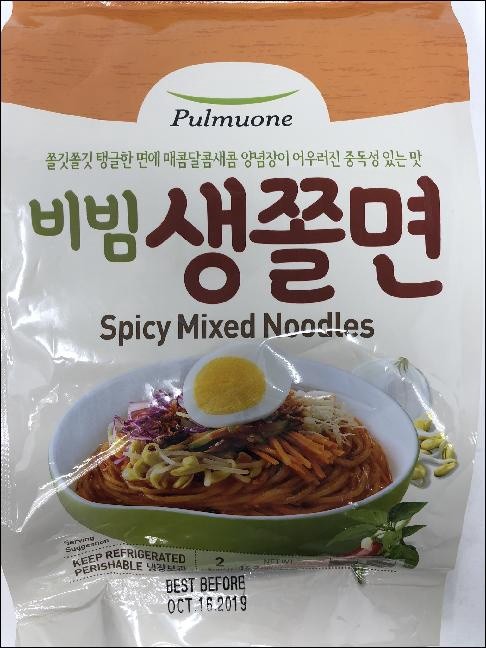 Pulmuone
쫄깃쫄깃 탱글한 면에 매콤달콤새콤 양념장이 어우러진 중독성 있는 맛
비빔 생쫄면
Spicy Mixed Noodles
Serving
Suggestion
KEEP REFRIGERATED
PERISHABLE 냉장보관
2
NET WT
BEST BEFORE
OCT.16.2019